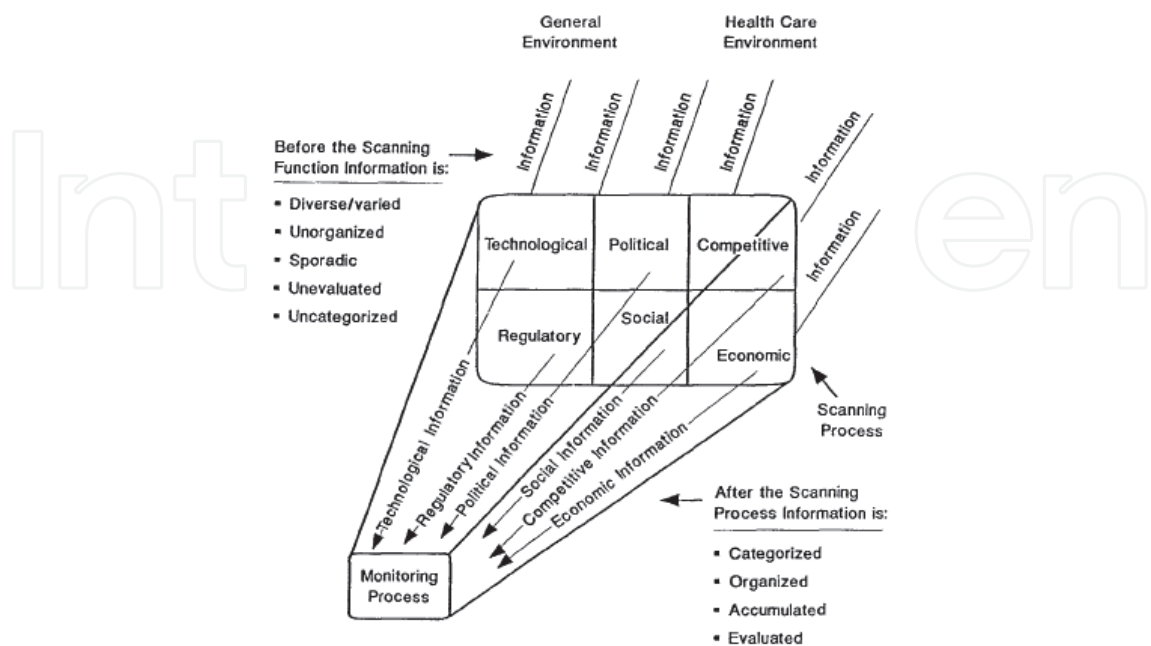 General
Environment
Health Care
Environment
Information
Information
Information
Information
Information
Information
Before the Scanning
Function Information is:
▪ Diverse/varied
▪ Unorganized
▪ Sporadic
▪ Unevaluated
▪ Uncategorized
Technological
Political
Competitive
Regulatory
Social
Economic
Scanning
Process
Technological Information
Regulatory Information
Political Information
Social Information
Competitive Information
Economic Information
After the Scanning
Process Information is:
▪ Categorized
▪ Organized
▪ Accumulated
▪ Evaluated
Monitoring
Process
Int
en